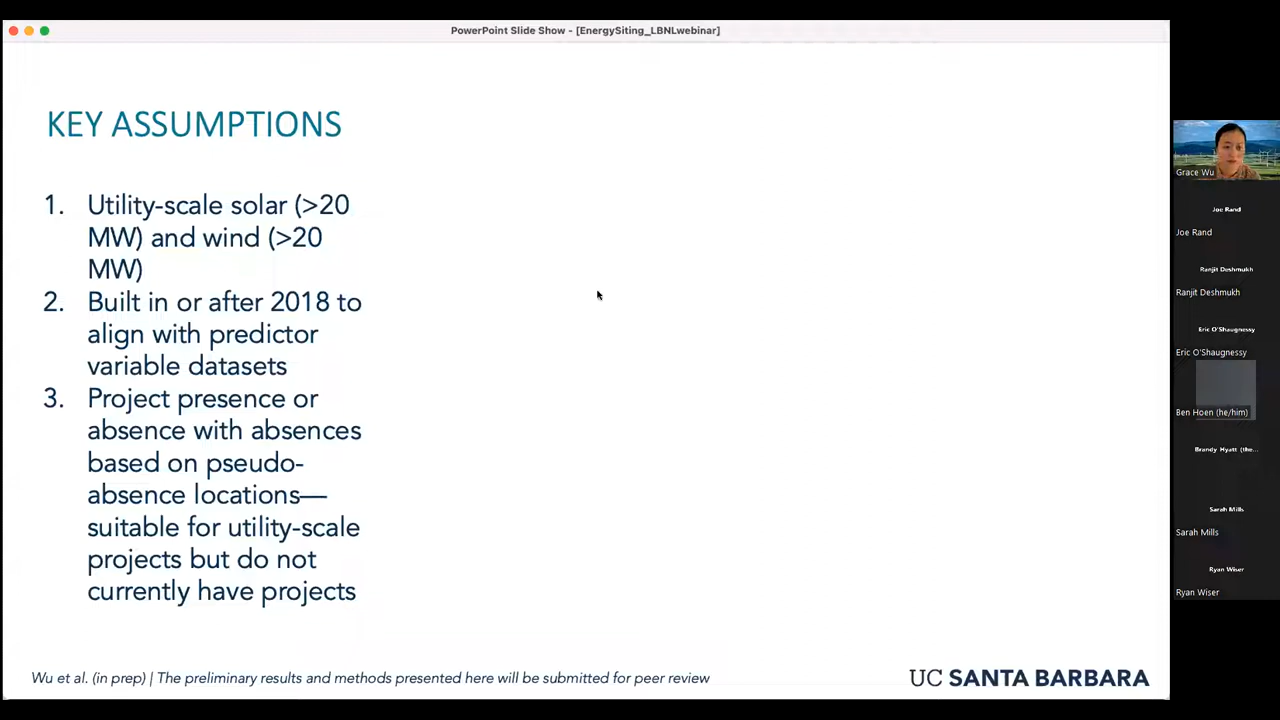 PowerPoint Slide Show - [EnergySiting_LBNLwebinar]
KEY ASSUMPTIONS
1. Utility-scale solar (>20
MW) and wind (>20
MW)
2. Built in or after 2018 to
align with predictor
variable datasets
3. Project presence or
absence with absences
based on pseudo-
absence locations—
suitable for utility-scale
projects but do not
currently have projects
Wu et al. (in prep) | The preliminary results and methods presented here will be submitted for peer review
UC SANTA BARBARA
Grace Wu
Joe Rand
Joe Rand
Ranjit Deshmukh
Ranjit Deshmukh
Eric O'Shaugnessy
Eric O'Shaugnessy
Ben Hoen (he/him)
Brandy Hyatt (the...
Sarah Mills
Sarah Mills
Ryan Wiser
Ryan Wiser